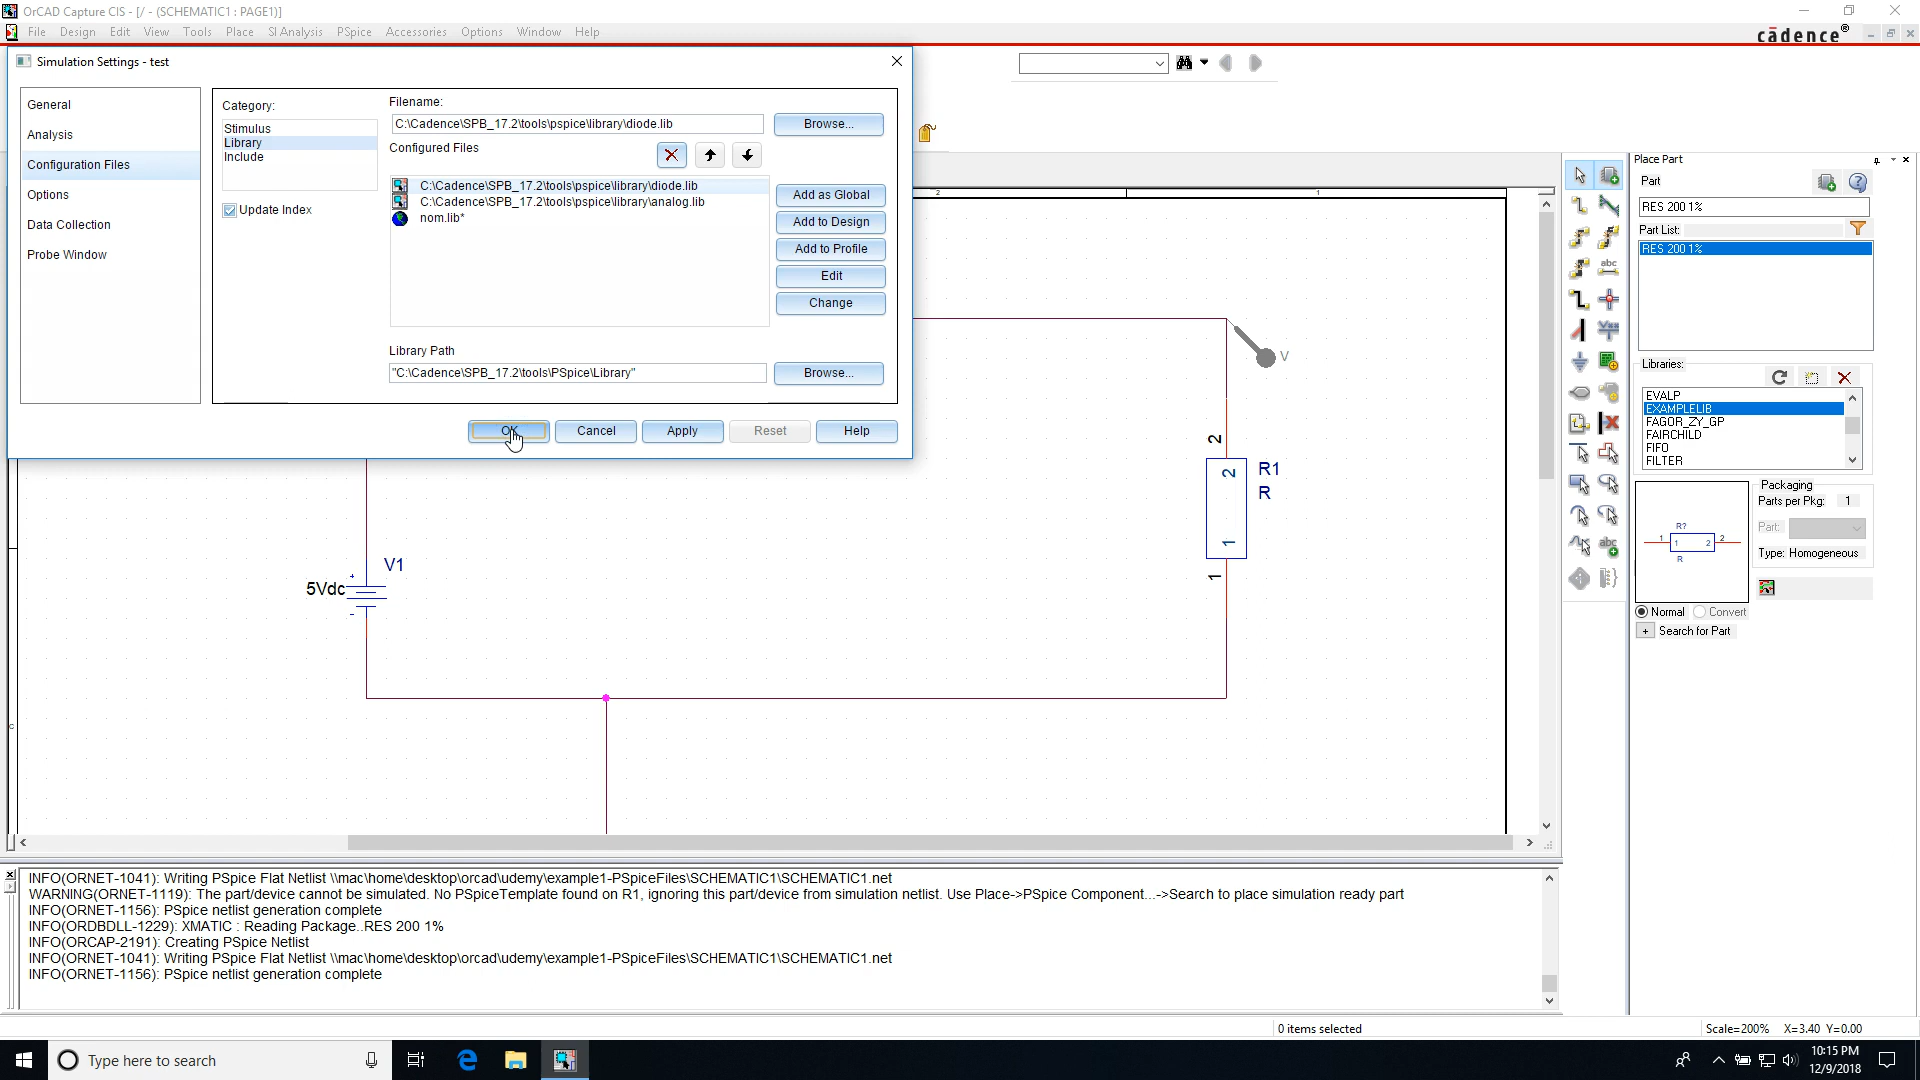 OrCAD Capture CIS - [/ - (SCHEMATIC1 : PAGE1)]
File Design Edit View Tools Place SI Analysis PSpice Accessories Options Window Help
cādence®
Simulation Settings - test
General
Analysis
Configuration Files
Options
Data Collection
Probe Window
Category:
Stimulus
Library
Include
Update Index
Filename:
C:\Cadence\SPB_17.2\tools\pspice\library\diode.lib
Browse...
Configured Files
C:\Cadence\SPB_17.2\tools\pspice\library\diode.lib
C:\Cadence\SPB_17.2\tools\pspice\library\analog.lib
nom.lib*
Add as Global
Add to Design
Add to Profile
Edit
Change
Library Path
"C:\Cadence\SPB_17.2\tools\PSpice\Library"
Browse...
OK Cancel Apply Reset Help
2 1
C
V
2
2
R1
R
1
1
V1
5Vdc
+
-
Place Part
Part
RES 200 1%
Part List:
RES 200 1%
abc
Libraries:
EVALP
EXAMPLELIB
FAGOR_ZY_GP
FAIRCHILD
FIFO
FILTER
abc
R?
1 1 2 2
R
Packaging
Parts per Pkg: 1
Part:
Type: Homogeneous
Normal Convert
+ Search for Part
INFO(ORNET-1041): Writing PSpice Flat Netlist \\mac\home\desktop\orcad\udemy\example1-PSpiceFiles\SCHEMATIC1\SCHEMATIC1.net
WARNING(ORNET-1119): The part/device cannot be simulated. No PSpiceTemplate found on R1, ignoring this part/device from simulation netlist. Use Place->PSpice Component...->Search to place simulation ready part
INFO(ORNET-1156): PSpice netlist generation complete
INFO(ORDBDLL-1229): XMATIC : Reading Package..RES 200 1%
INFO(ORCAP-2191): Creating PSpice Netlist
INFO(ORNET-1041): Writing PSpice Flat Netlist \\mac\home\desktop\orcad\udemy\example1-PSpiceFiles\SCHEMATIC1\SCHEMATIC1.net
INFO(ORNET-1156): PSpice netlist generation complete
0 items selected
Scale=200% X=3.40 Y=0.00
Type here to search
10:15 PM
12/9/2018